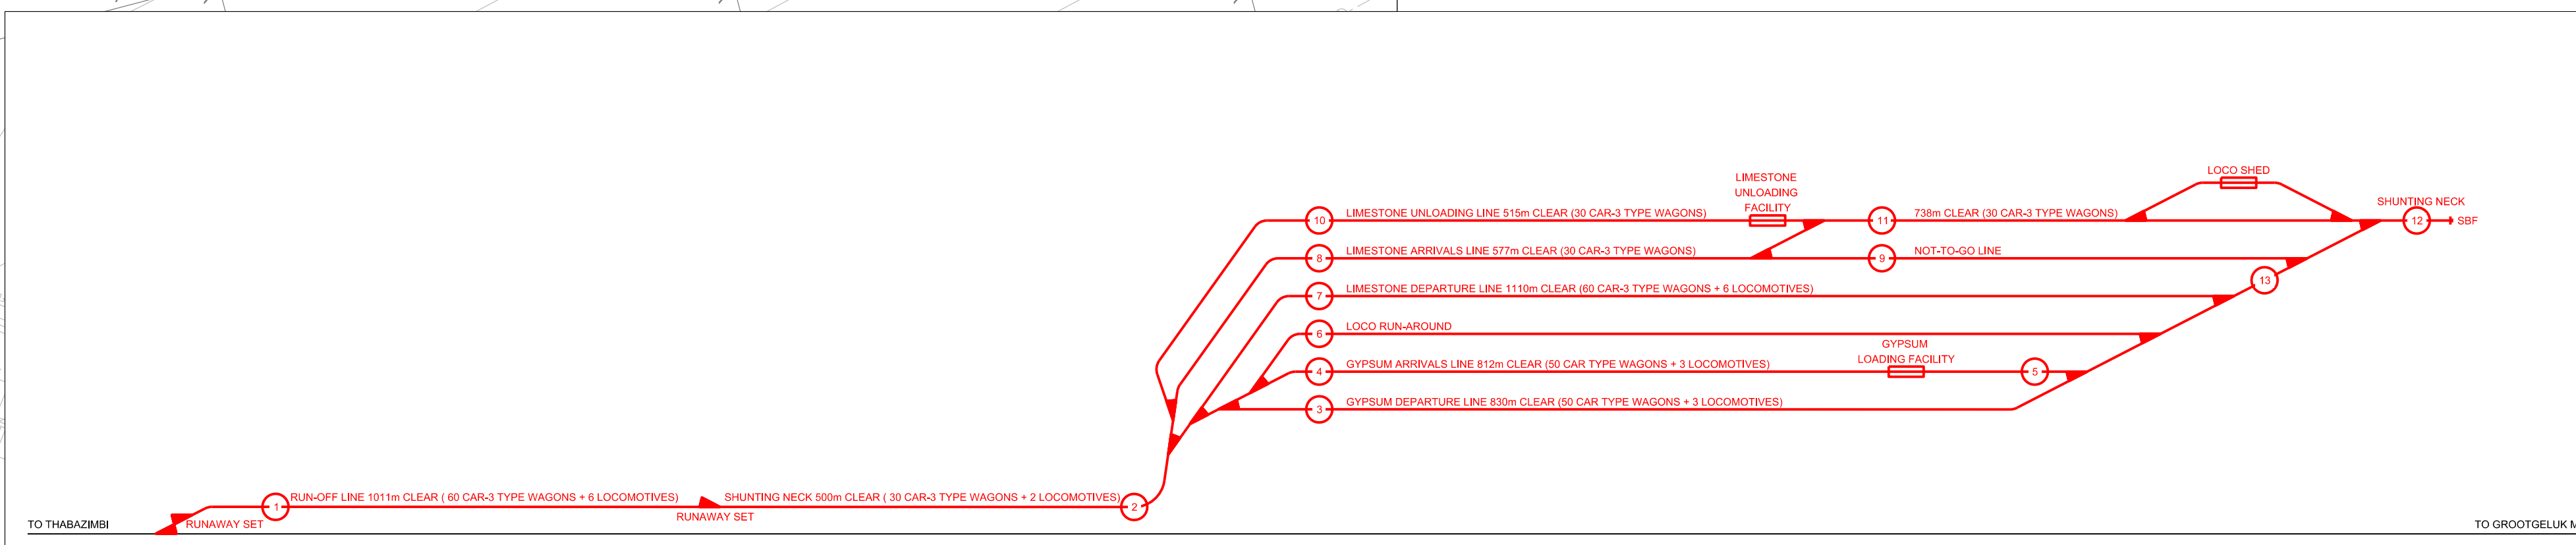 LOCO SHED
LIMESTONE
UNLOADING
FACILITY
SHUNTING NECK
10 LIMESTONE UNLOADING LINE 515m CLEAR (30 CAR-3 TYPE WAGONS) 11 738m CLEAR (30 CAR-3 TYPE WAGONS) 12 SBF
8 LIMESTONE ARRIVALS LINE 577m CLEAR (30 CAR-3 TYPE WAGONS) 9 NOT-TO-GO LINE
13
7 LIMESTONE DEPARTURE LINE 1110m CLEAR (60 CAR-3 TYPE WAGONS + 6 LOCOMOTIVES)
6 LOCO RUN-AROUND
GYPSUM
LOADING FACILITY
4 GYPSUM ARRIVALS LINE 812m CLEAR (50 CAR TYPE WAGONS + 3 LOCOMOTIVES) 5
3 GYPSUM DEPARTURE LINE 830m CLEAR (50 CAR TYPE WAGONS + 3 LOCOMOTIVES)
1 RUN-OFF LINE 1011m CLEAR ( 60 CAR-3 TYPE WAGONS + 6 LOCOMOTIVES) SHUNTING NECK 500m CLEAR ( 30 CAR-3 TYPE WAGONS + 2 LOCOMOTIVES) 2
RUNAWAY SET
TO THABAZIMBI RUNAWAY SET TO GROOTGELUK M